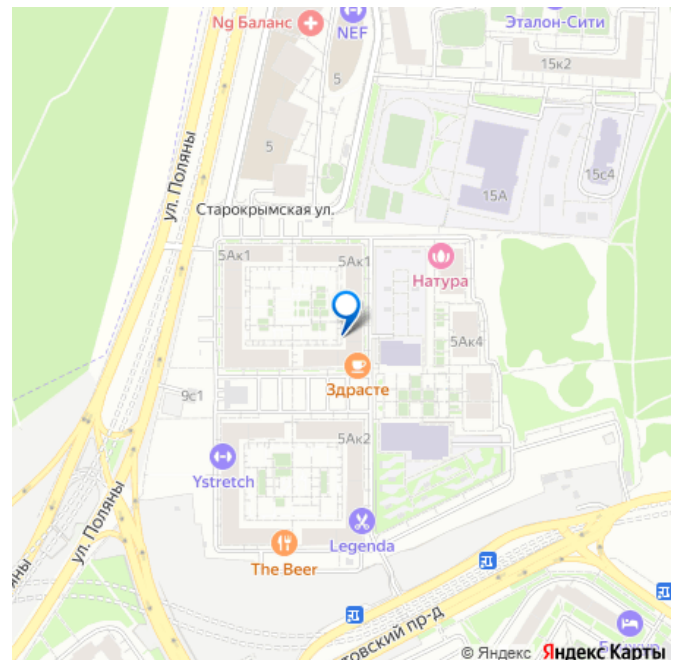 Ng Баланс
NEF
Эталон-Сити
5
15к2
5
ул. Поляны
15А
15с4
Старокрымская ул.
5Ак1
5Ак1
Натура
5Ак4
Здрасте
9с1
5Ак2
Ystretch
ул. Поляны
Legenda
The Beer
товский пр-д
© Яндекс Яндекс Карты